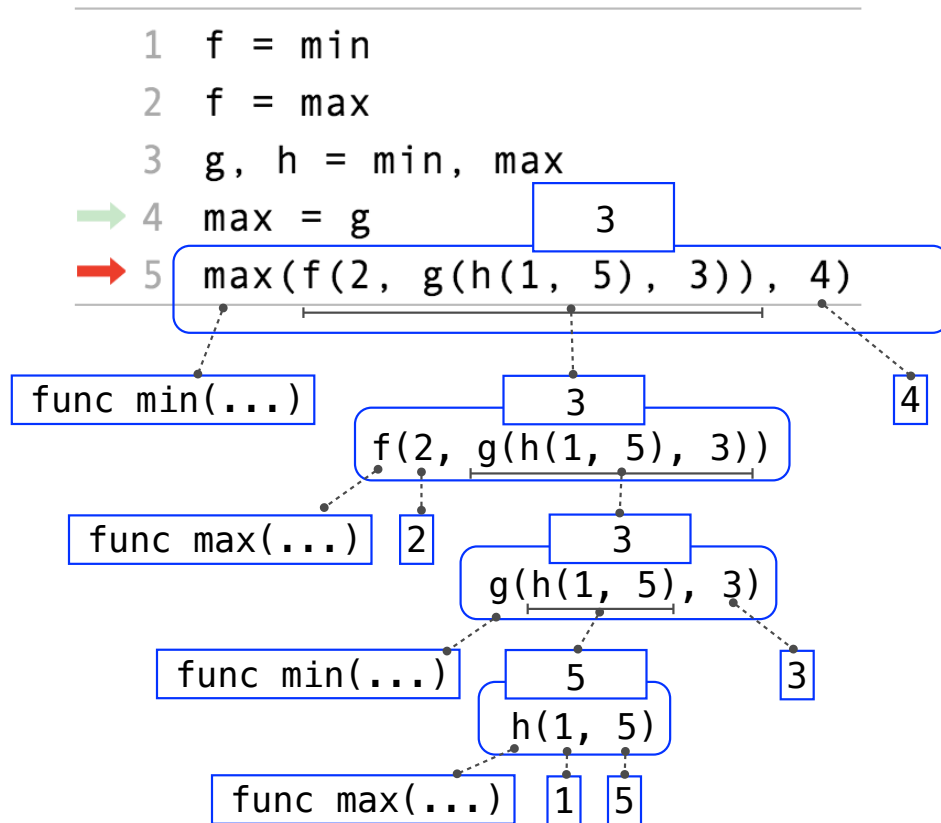 1 f = min
2 f = max
3 g, h = min, max
4 max = g
3
5 max(f(2, g(h(1, 5), 3)), 4)
func min(...)
3
4
f(2, g(h(1, 5), 3))
func max(...)
2
3
g(h(1, 5), 3)
func min(...)
5
3
h(1, 5)
func max(...)
1
5